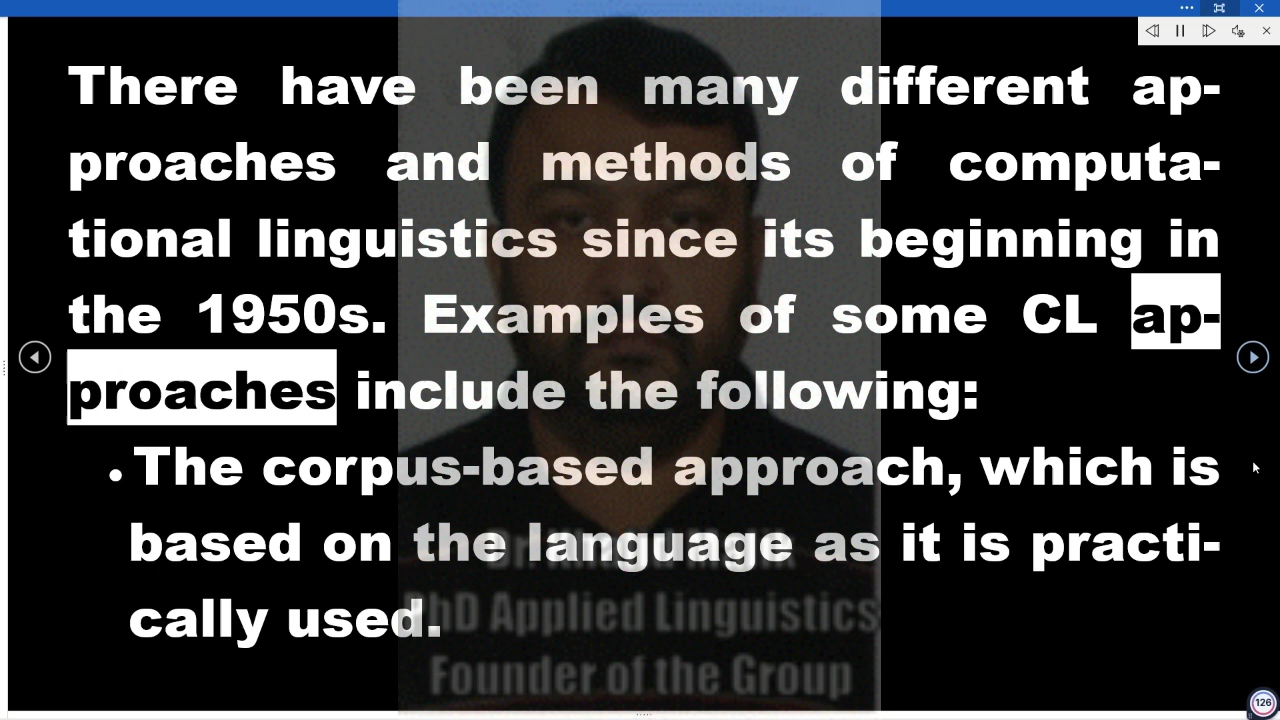 There have been many different ap-
proaches and methods of computa-
tional linguistics since its beginning in
the 1950s. Examples of some CL ap-
proaches include the following:
• The corpus-based approach, which is
based on the language as it is practi-
cally used.
PhD Applied Linguistics
Founder of the Group
126